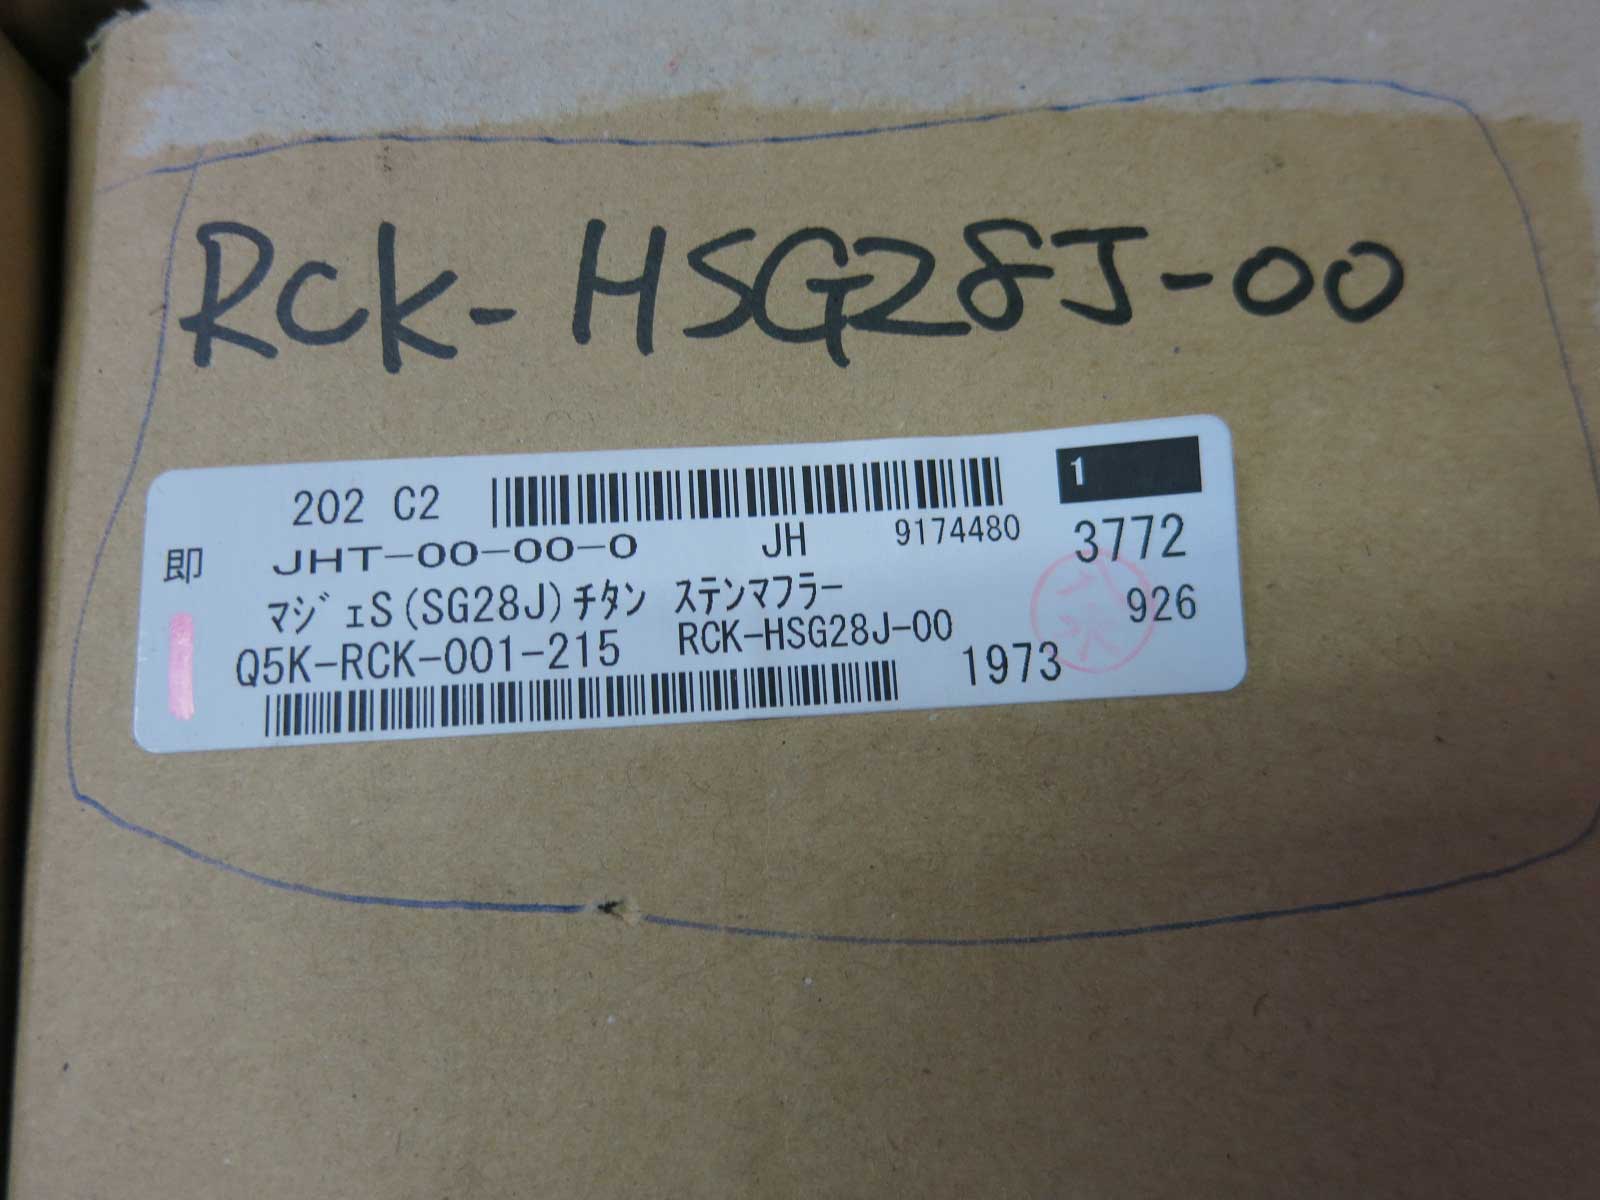 RCK-HSG28J-00
202 C2
1
即
JHT-00-00-0 JH 9174480 3772
マジェS(SG28J)チタン ステンマフラー 926
Q5K-RCK-001-215 RCK-HSG28J-00 1973